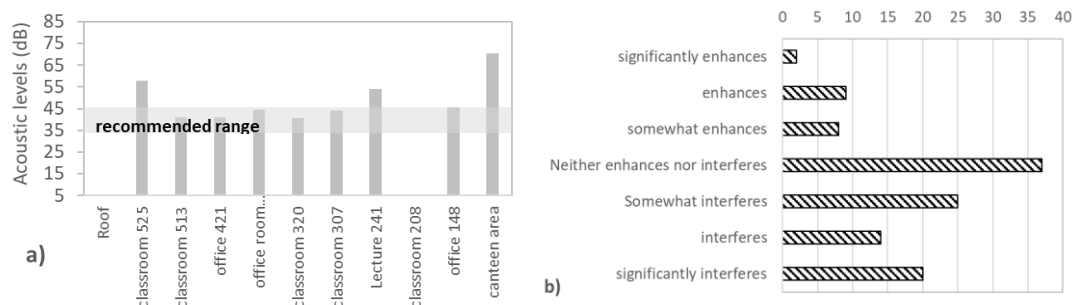 85
75
65
55
45
35
25
15
5
Acoustic levels (dB)
recommended range
Roof
classroom 525
classroom 513
office 421
office room...
classroom 320
classroom 307
Lecture 241
classroom 208
office 148
canteen area
a)
0 5 10 15 20 25 30 35 40
significantly enhances
enhances
somewhat enhances
Neither enhances nor interferes
Somewhat interferes
interferes
significantly interferes
b)